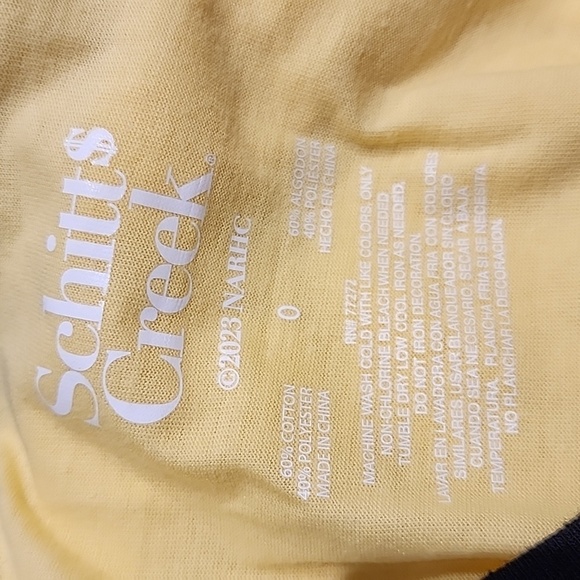 Schitt$
Creek®
©2023 NARHC
0
60% COTTON
40% POLYESTER
MADE IN CHINA
60% ALGODON
40% POLIÉSTER
HECHO EN CHINA
RN# 77272
MACHINE WASH COLD WITH LIKE COLORS. ONLY
NON-CHLORINE BLEACH WHEN NEEDED
TUMBLE DRY LOW. COOL IRON AS NEEDED.
DO NOT IRON DECORATION.
LAVAR EN LAVADORA CON AGUA FRIA CON COLORES
SIMILARES USAR BLANQUEADOR SIN CLORO
CUANDO SEA NECESARIO. SECAR A BAJA
TEMPERATURA. PLANCHA FRIA SI SE NECESITA
NO PLANCHAR LA DECORACION.